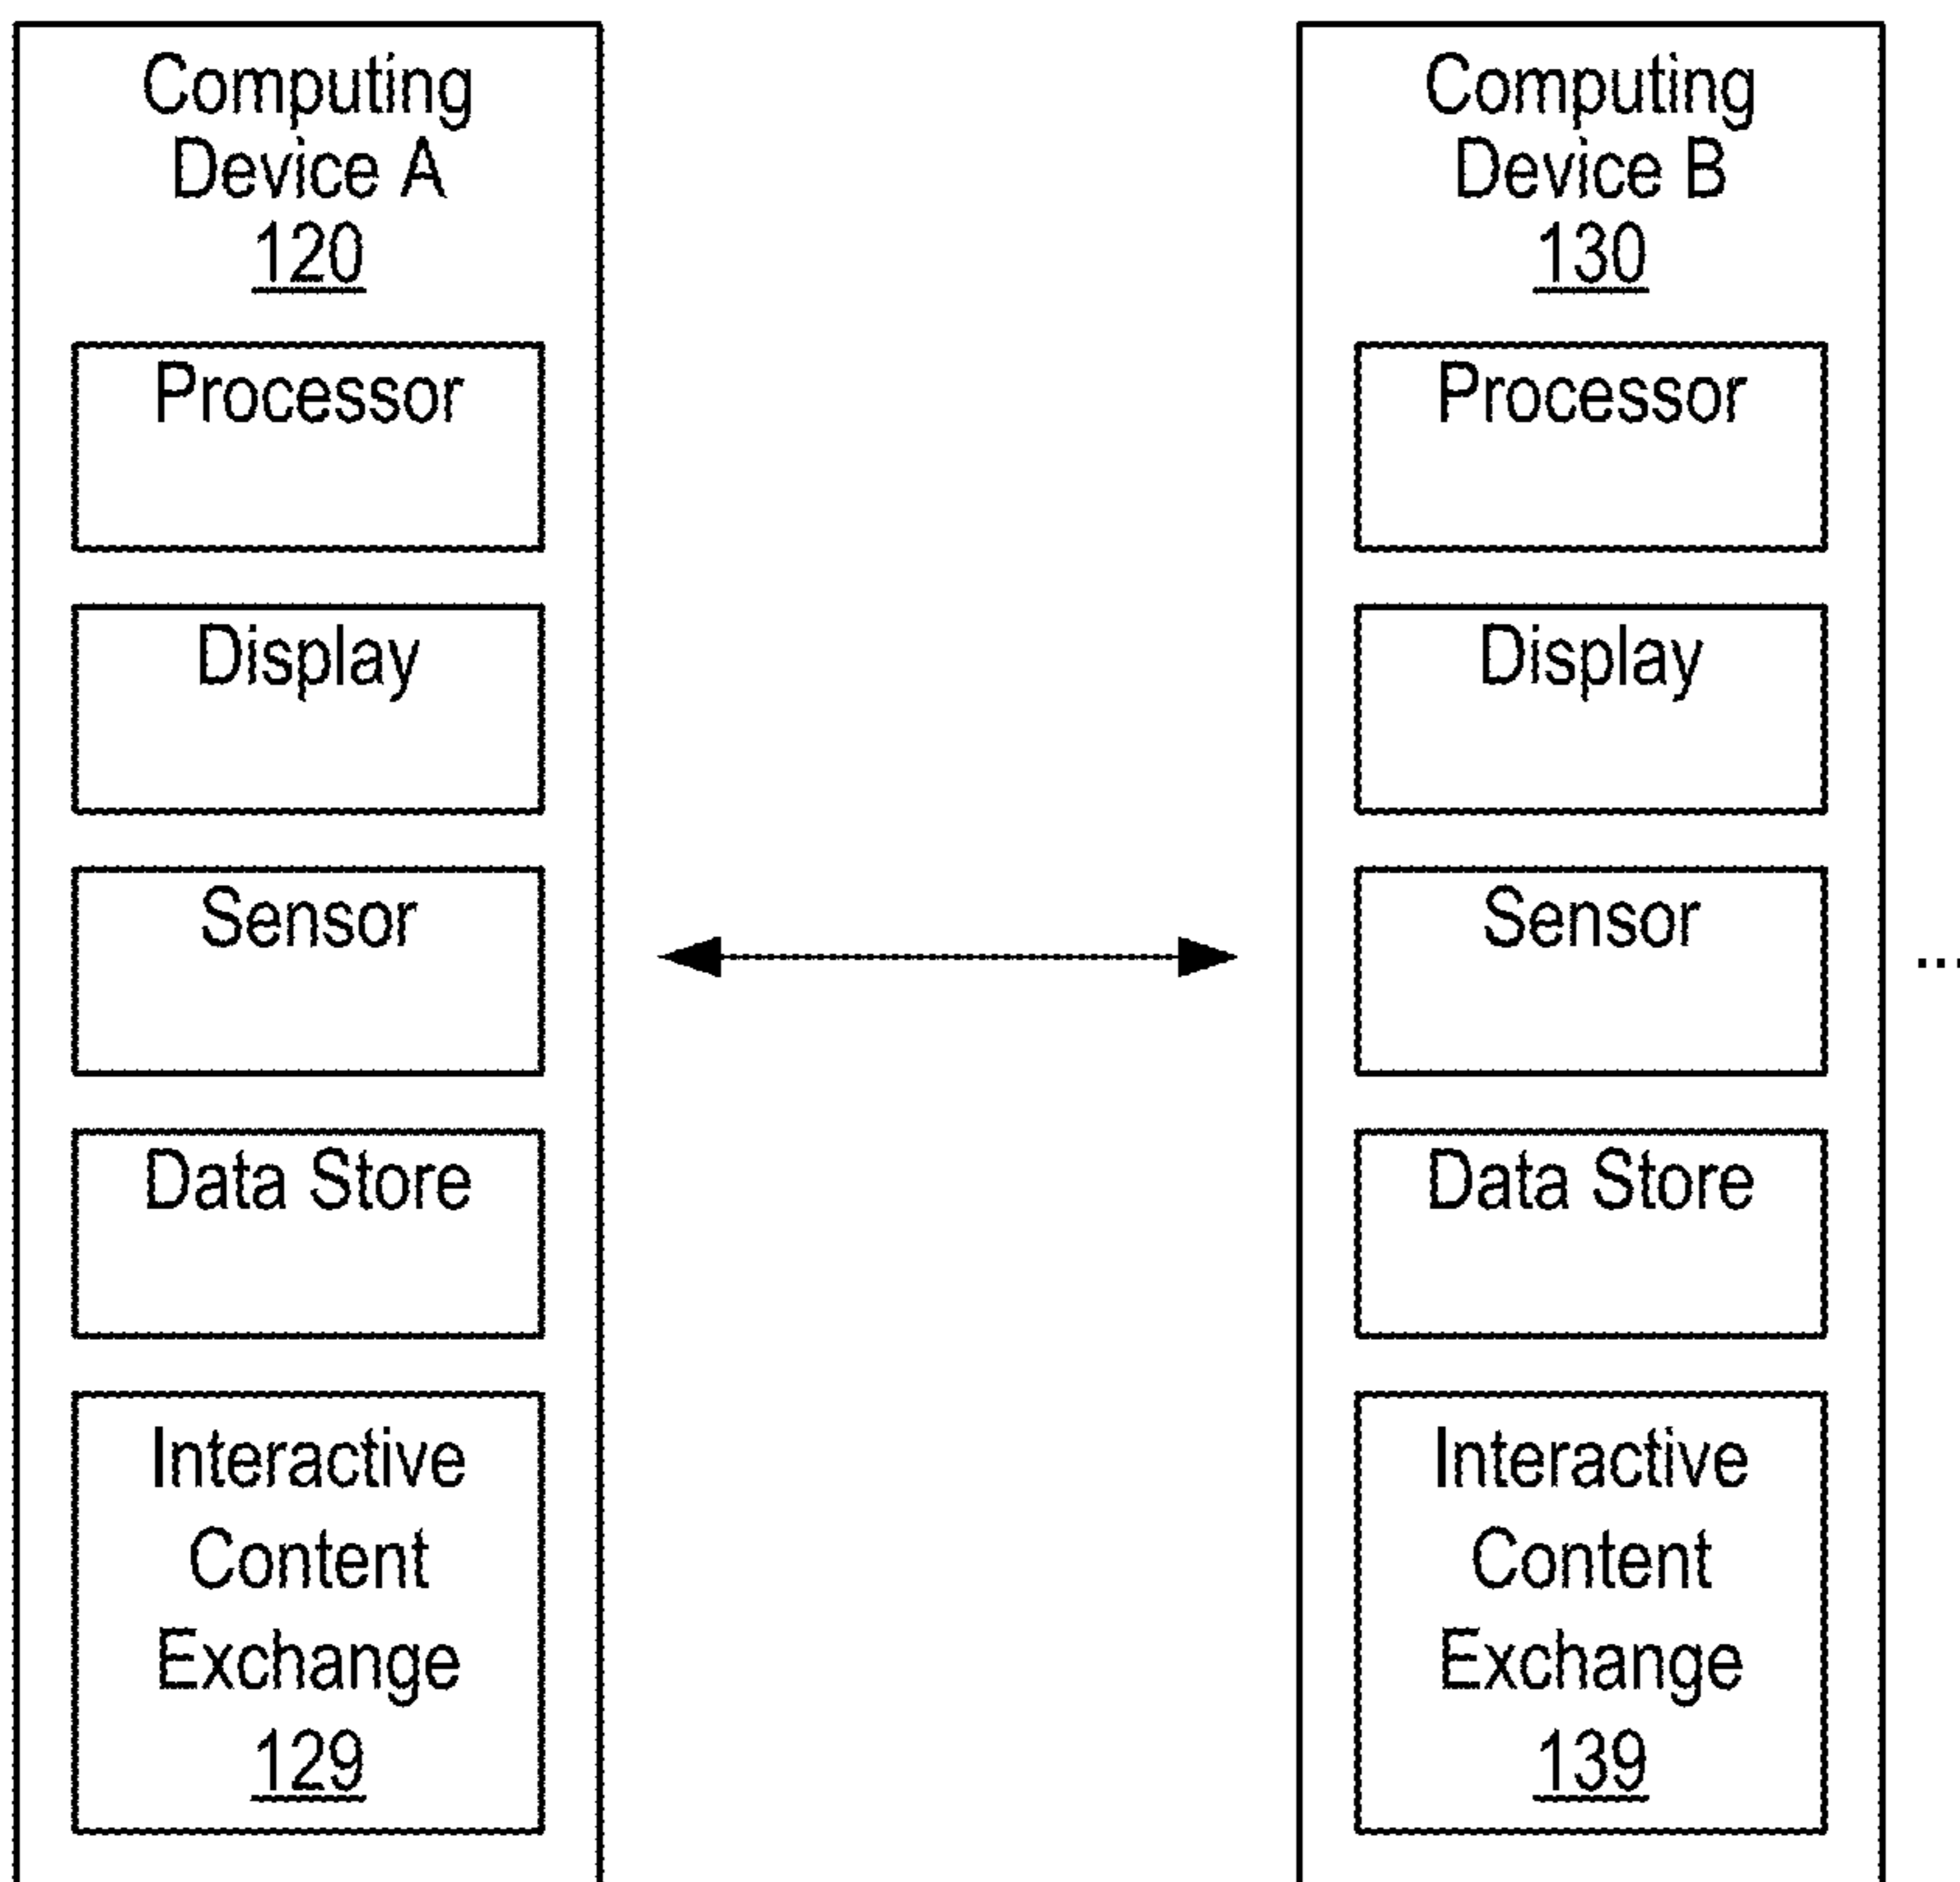 Computing
Device A
120
Processor
Display
Sensor
Data Store
Interactive
Content
Exchange
129
Computing
Device B
130
Processor
Display
Sensor
Data Store
Interactive
Content
Exchange
139
...